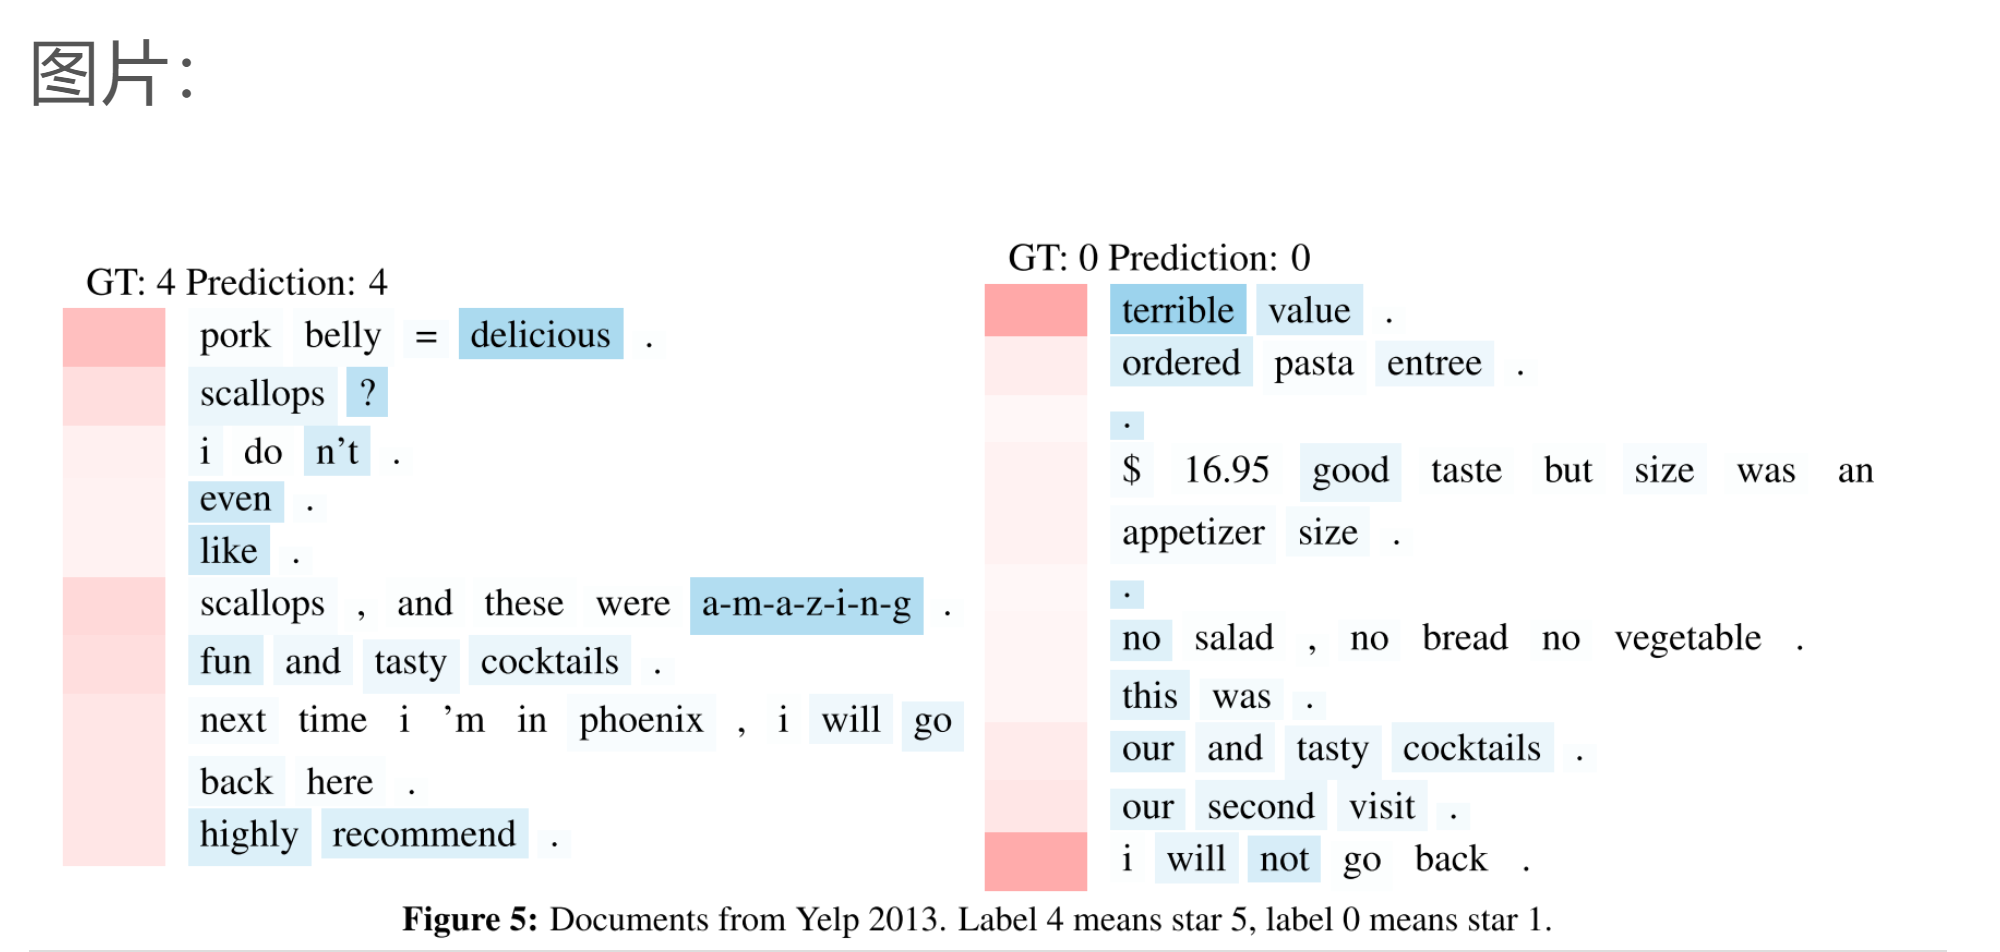 图片：
GT: 4 Prediction: 4
pork belly = delicious .
scallops ?
i do n't .
even .
like .
scallops , and these were a-m-a-z-i-n-g .
fun and tasty cocktails .
next time i 'm in phoenix , i will go
back here .
highly recommend .
GT: 0 Prediction: 0
terrible value .
ordered pasta entree .
.
$ 16.95 good taste but size was an
appetizer size .
.
no salad , no bread no vegetable .
this was .
our and tasty cocktails .
our second visit .
i will not go back .
Figure 5: Documents from Yelp 2013. Label 4 means star 5, label 0 means star 1.